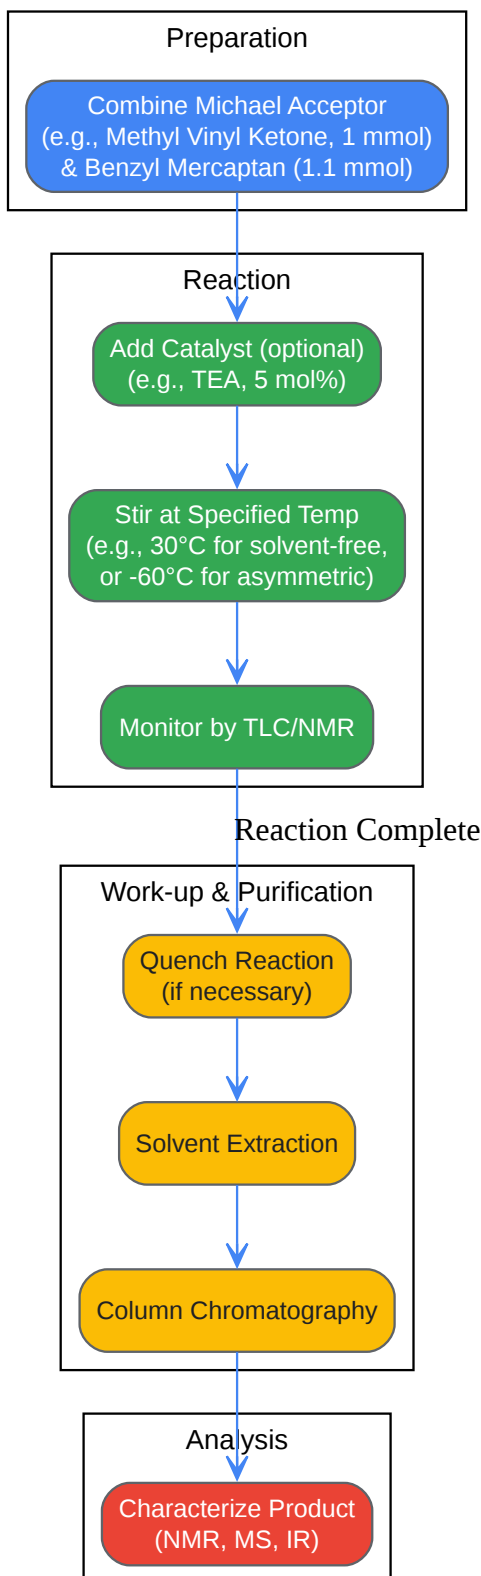 Preparation
Combine Michael Acceptor
(e.g., Methyl Vinyl Ketone, 1 mmol)
& Benzyl Mercaptan (1.1 mmol)
Reaction
Add Catalyst (optional)
(e.g., TEA, 5 mol%)
Stir at Specified Temp
(e.g., 30°C for solvent-free,
or -60°C for asymmetric)
Monitor by TLC/NMR
Reaction Complete
Work-up & Purification
Quench Reaction
(if necessary)
Solvent Extraction
Column Chromatography
Analysis
Characterize Product
(NMR, MS, IR)